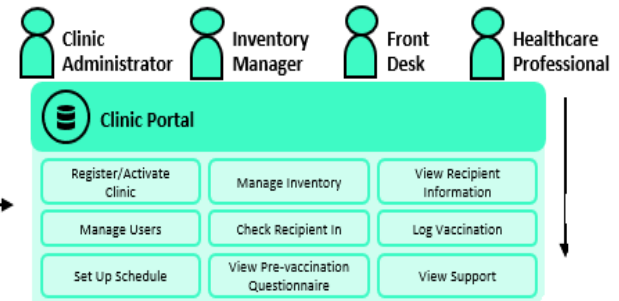 Clinic
Administrator
Inventory
Manager
Front
Desk
Healthcare
Professional
Clinic Portal
Register/Activate
Clinic
Manage Inventory
View Recipient
Information
Manage Users
Check Recipient In
Log Vaccination
Set Up Schedule
View Pre-vaccination
Questionnaire
View Support